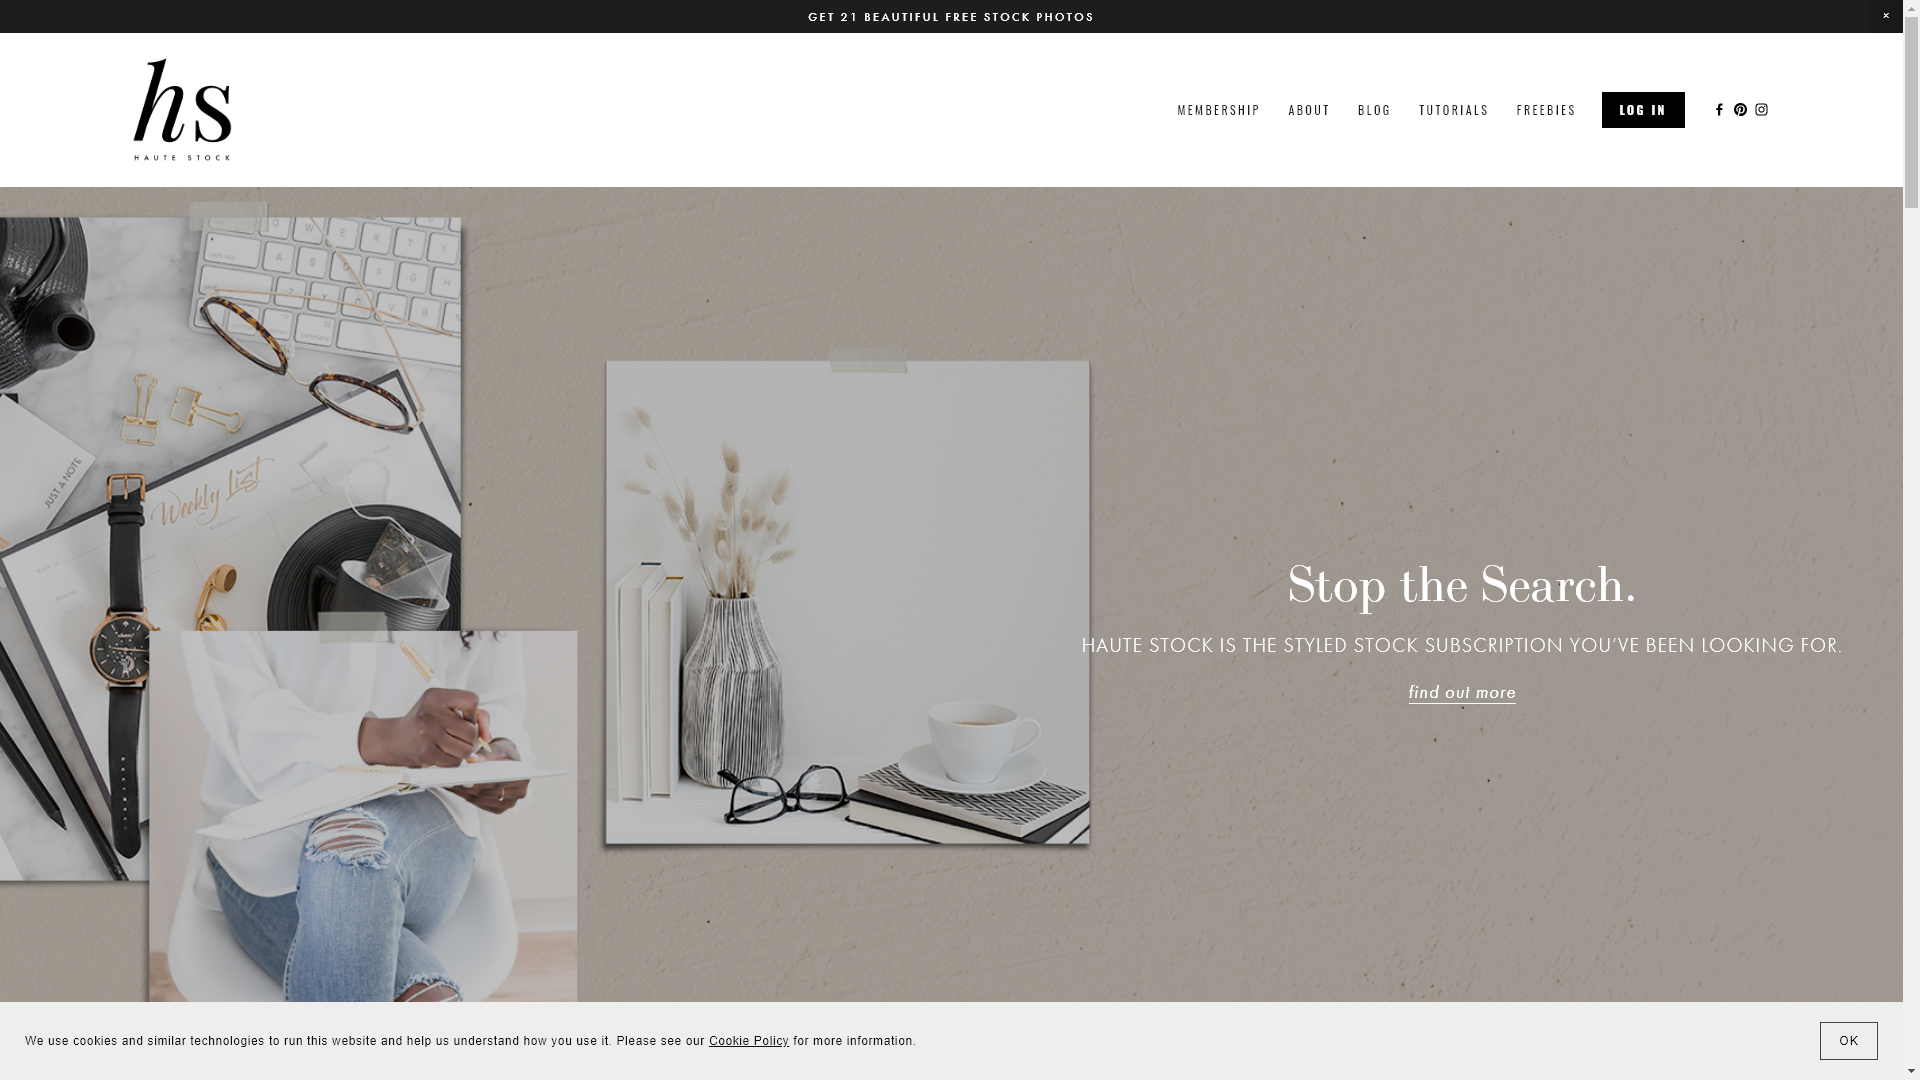 GET 21 BEAUTIFUL FREE STOCK PHOTOS
×
hs
HAUTE STOCK
MEMBERSHIP
ABOUT
BLOG
TUTORIALS
FREEBIES
LOG IN
JUST A NOTE
Weekly List
Stop the Search.
HAUTE STOCK IS THE STYLED STOCK SUBSCRIPTION YOU'VE BEEN LOOKING FOR.
find out more
We use cookies and similar technologies to run this website and help us understand how you use it. Please see our Cookie Policy for more information.
OK